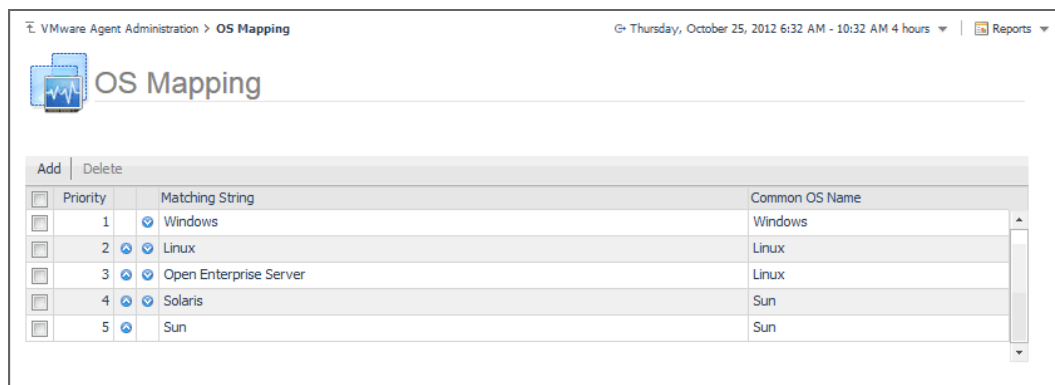 VMware Agent Administration > OS Mapping
Thursday, October 25, 2012 6:32 AM - 10:32 AM 4 hours
Reports
OS Mapping
Add Delete
Priority Matching String Common OS Name
1 Windows Windows
2 Linux Linux
3 Open Enterprise Server Linux
4 Solaris Sun
5 Sun Sun